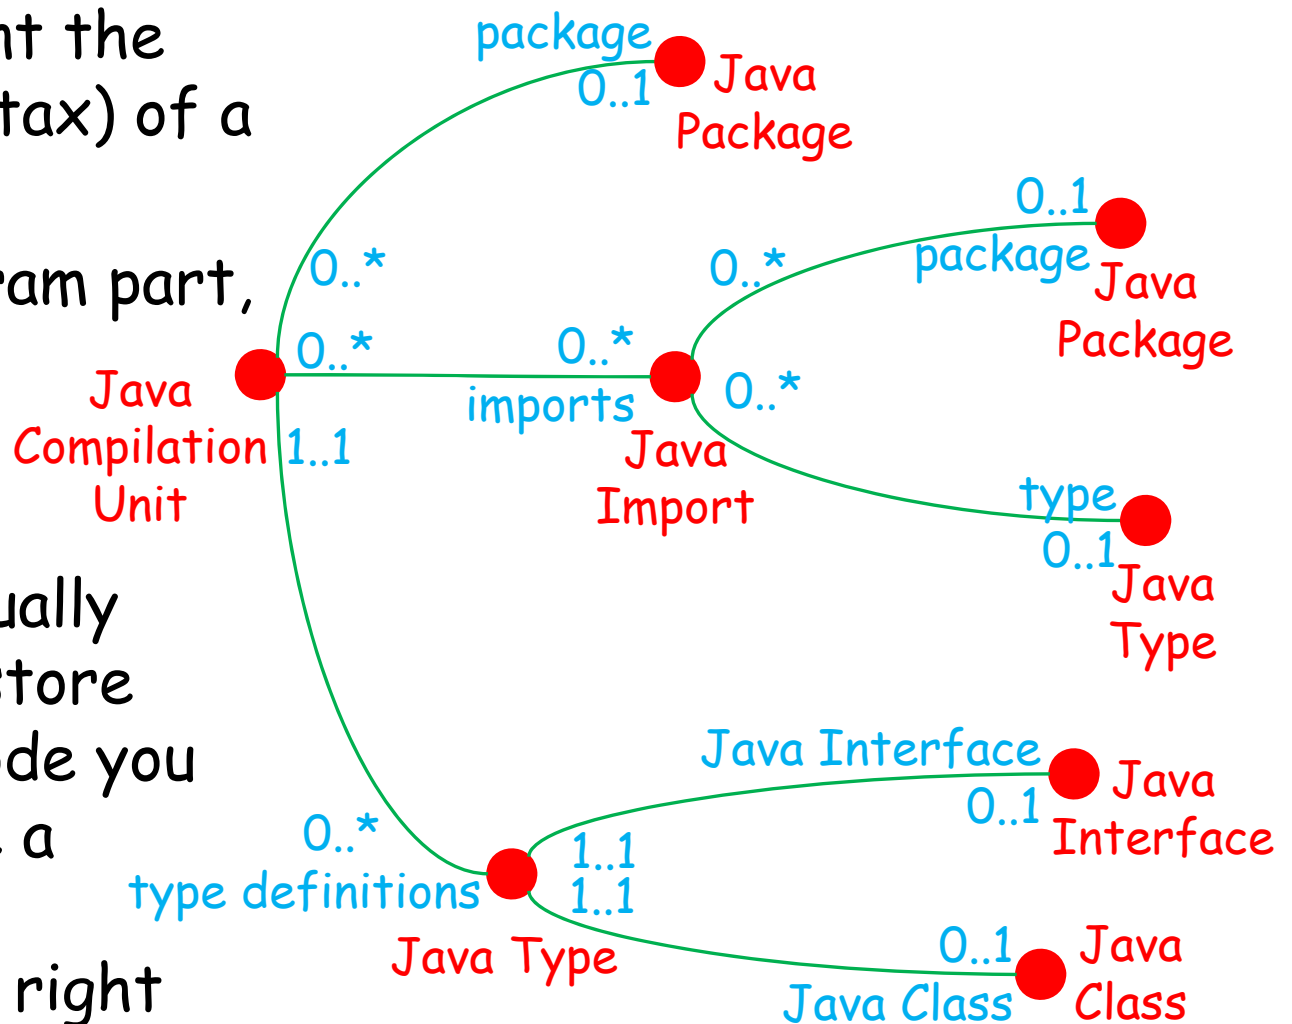 nt the
tax) of a
ram part,
ually
tore
de you
a
right
package
0..1
Java
Package
0..*
0..*
Java
Compilation
Unit
1..1
0..*
imports
Java
Import
0..*
0..*
0..1
package
Java
Package
type
0..1
Java
Type
0..*
type definitions
Java Type
1..1
1..1
Java Interface
0..1
Java
Interface
0..1
Java Class
Java
Class